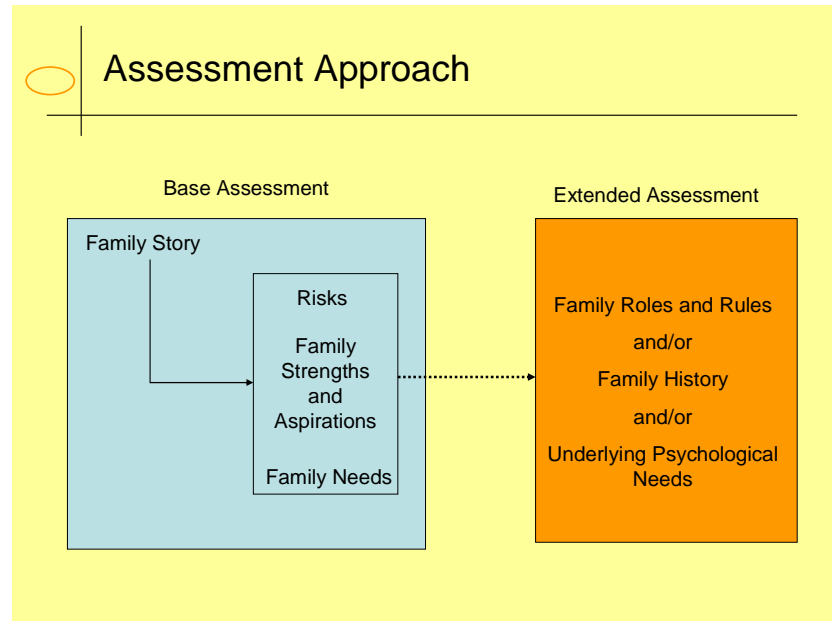 Assessment Approach
Base Assessment
Family Story
Risks
Family
Strengths
and
Aspirations
Family Needs
Extended Assessment
Family Roles and Rules
and/or
Family History
and/or
Underlying Psychological
Needs